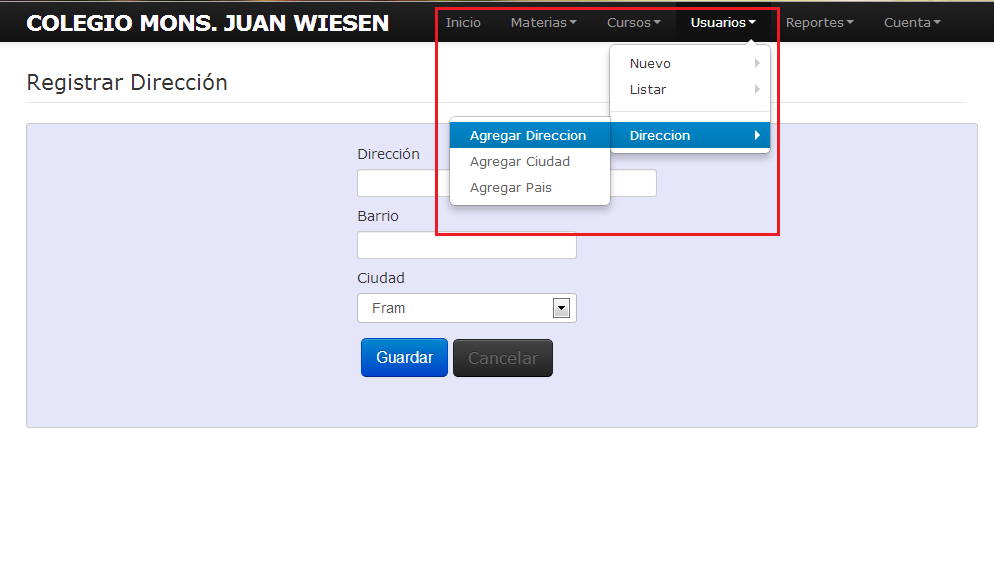 COLEGIO MONS. JUAN WIESEN Inicio Materias Cursos Usuarios Reportes Cuenta
Nuevo
Listar
Direccion
Agregar Direccion
Agregar Ciudad
Agregar Pais
Registrar Dirección
Dirección
Barrio
Ciudad
Fram
Guardar Cancelar